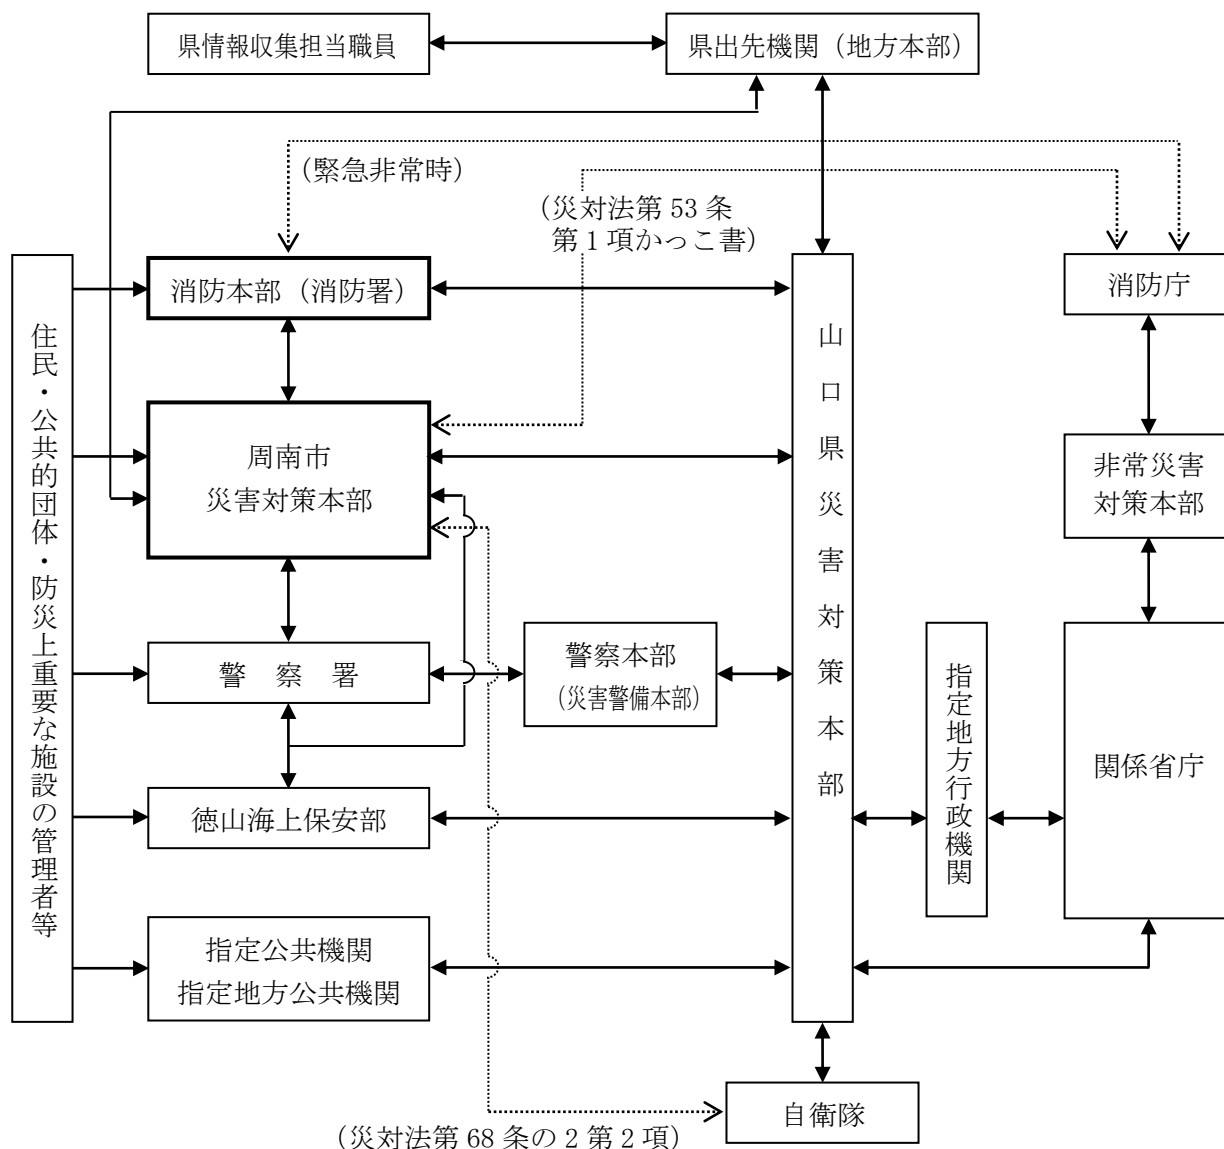 県情報収集担当職員
県出先機関（地方本部）
（緊急非常時）
（災対法第 53 条
第１項かっこ書）
消防本部（消防署）
消防庁
住民・公共的団体・防災上重要な施設の管理者等
山口県災害対策本部
周南市
災害対策本部
非常災害
対策本部
警　察　署
警察本部
（災害警備本部）
指定地方行政機関
関係省庁
徳山海上保安部
指定公共機関
指定地方公共機関
自衛隊
（災対法第 68 条の 2 第 2 項）